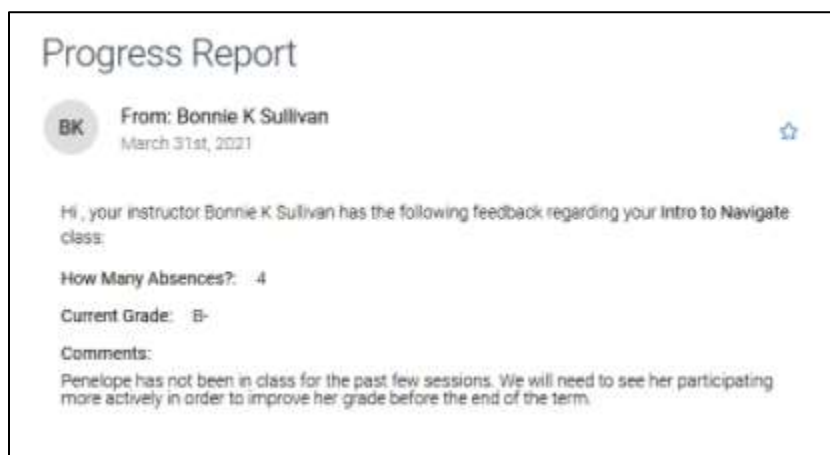 Progress Report
BK
From: Bonnie K Sullivan
March 31st, 2021
Hi , your instructor Bonnie K Sullivan has the following feedback regarding your Intro to Navigate
class:
How Many Absences?: 4
Current Grade: B-
Comments:
Penelope has not been in class for the past few sessions. We will need to see her participating
more actively in order to improve her grade before the end of the term.